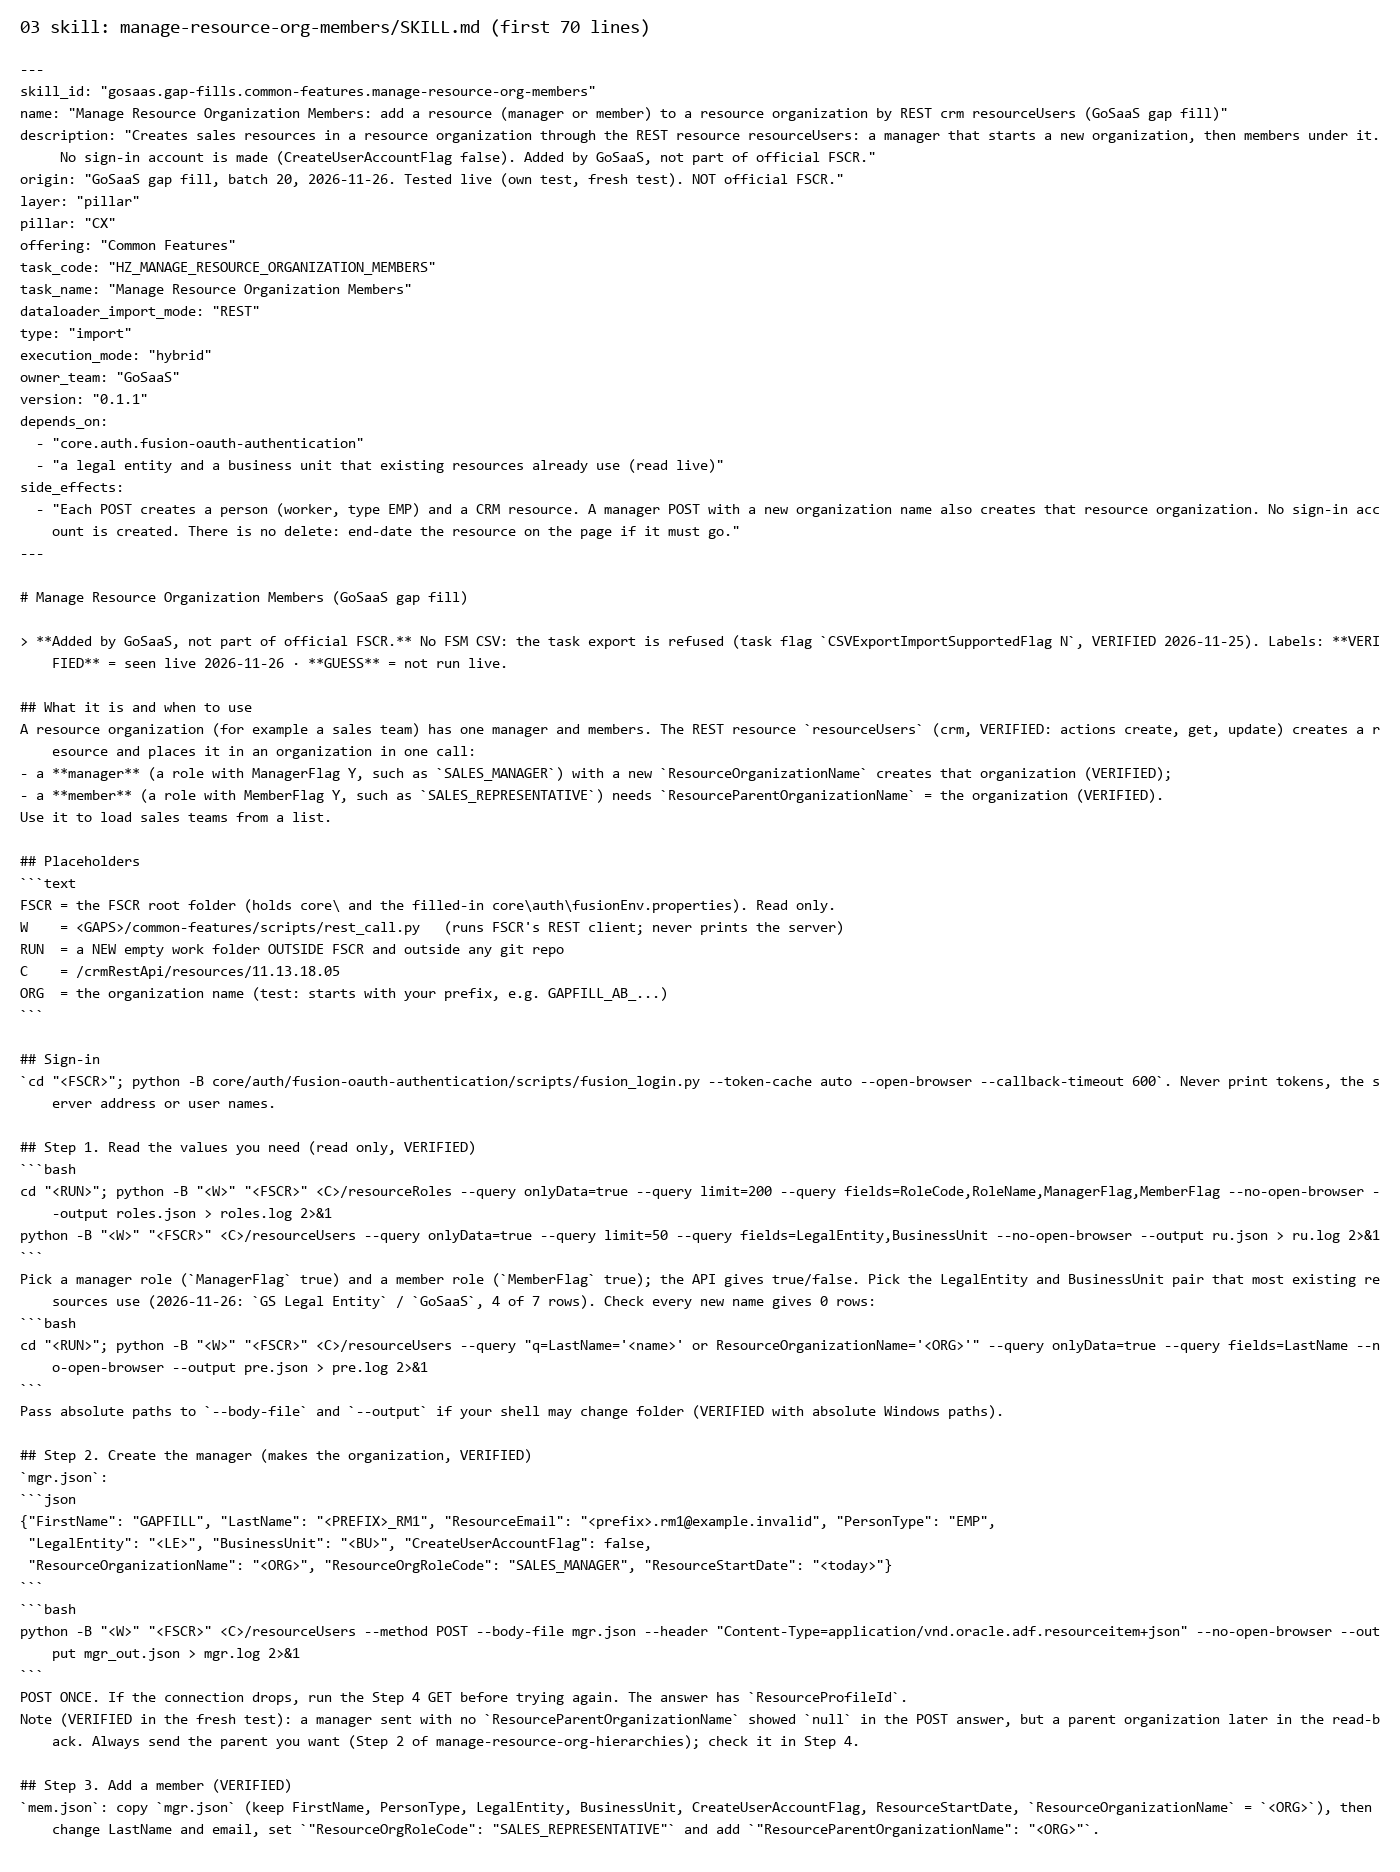 03 skill: manage-resource-org-members/SKILL.md (first 70 lines)
---
skill_id: "gosaas.gap-fills.common-features.manage-resource-org-members"
name: "Manage Resource Organization Members: add a resource (manager or member) to a resource organization by REST crm resourceUsers (GoSaaS gap fill)"
description: "Creates sales resources in a resource organization through the REST resource resourceUsers: a manager that starts a new organization, then members under it.
No sign-in account is made (CreateUserAccountFlag false). Added by GoSaaS, not part of official FSCR."
origin: "GoSaaS gap fill, batch 20, 2026-11-26. Tested live (own test, fresh test). NOT official FSCR."
layer: "pillar"
pillar: "CX"
offering: "Common Features"
task_code: "HZ_MANAGE_RESOURCE_ORGANIZATION_MEMBERS"
task_name: "Manage Resource Organization Members"
dataloader_import_mode: "REST"
type: "import"
execution_mode: "hybrid"
owner_team: "GoSaaS"
version: "0.1.1"
depends_on:
  - "core.auth.fusion-oauth-authentication"
  - "a legal entity and a business unit that existing resources already use (read live)"
side_effects:
  - "Each POST creates a person (worker, type EMP) and a CRM resource. A manager POST with a new organization name also creates that resource organization. No sign-in acc
ount is created. There is no delete: end-date the resource on the page if it must go."
---
# Manage Resource Organization Members (GoSaaS gap fill)
> **Added by GoSaaS, not part of official FSCR.** No FSM CSV: the task export is refused (task flag `CSVExportImportSupportedFlag N`, VERIFIED 2026-11-25). Labels: **VERI
FIED** = seen live 2026-11-26 · **GUESS** = not run live.
## What it is and when to use
A resource organization (for example a sales team) has one manager and members. The REST resource `resourceUsers` (crm, VERIFIED: actions create, get, update) creates a r
esource and places it in an organization in one call:
- a **manager** (a role with ManagerFlag Y, such as `SALES_MANAGER`) with a new `ResourceOrganizationName` creates that organization (VERIFIED);
- a **member** (a role with MemberFlag Y, such as `SALES_REPRESENTATIVE`) needs `ResourceParentOrganizationName` = the organization (VERIFIED).
Use it to load sales teams from a list.
## Placeholders
```text
FSCR = the FSCR root folder (holds core\ and the filled-in core\auth\fusionEnv.properties). Read only.
W    = <GAPS>/common-features/scripts/rest_call.py   (runs FSCR's REST client; never prints the server)
RUN  = a NEW empty work folder OUTSIDE FSCR and outside any git repo
C    = /crmRestApi/resources/11.13.18.05
ORG  = the organization name (test: starts with your prefix, e.g. GAPFILL_AB_...)
```
## Sign-in
`cd "<FSCR>"; python -B core/auth/fusion-oauth-authentication/scripts/fusion_login.py --token-cache auto --open-browser --callback-timeout 600`. Never print tokens, the s
erver address or user names.
## Step 1. Read the values you need (read only, VERIFIED)
```bash
cd "<RUN>"; python -B "<W>" "<FSCR>" <C>/resourceRoles --query onlyData=true --query limit=200 --query fields=RoleCode,RoleName,ManagerFlag,MemberFlag --no-open-browser -
-output roles.json > roles.log 2>&1
python -B "<W>" "<FSCR>" <C>/resourceUsers --query onlyData=true --query limit=50 --query fields=LegalEntity,BusinessUnit --no-open-browser --output ru.json > ru.log 2>&1
```
Pick a manager role (`ManagerFlag` true) and a member role (`MemberFlag` true); the API gives true/false. Pick the LegalEntity and BusinessUnit pair that most existing re
sources use (2026-11-26: `GS Legal Entity` / `GoSaaS`, 4 of 7 rows). Check every new name gives 0 rows:
```bash
cd "<RUN>"; python -B "<W>" "<FSCR>" <C>/resourceUsers --query "q=LastName='<name>' or ResourceOrganizationName='<ORG>'" --query onlyData=true --query fields=LastName --n
o-open-browser --output pre.json > pre.log 2>&1
```
Pass absolute paths to `--body-file` and `--output` if your shell may change folder (VERIFIED with absolute Windows paths).
## Step 2. Create the manager (makes the organization, VERIFIED)
`mgr.json`:
```json
{"FirstName": "GAPFILL", "LastName": "<PREFIX>_RM1", "ResourceEmail": "<prefix>.rm1@example.invalid", "PersonType": "EMP",
 "LegalEntity": "<LE>", "BusinessUnit": "<BU>", "CreateUserAccountFlag": false,
 "ResourceOrganizationName": "<ORG>", "ResourceOrgRoleCode": "SALES_MANAGER", "ResourceStartDate": "<today>"}
```
```bash
python -B "<W>" "<FSCR>" <C>/resourceUsers --method POST --body-file mgr.json --header "Content-Type=application/vnd.oracle.adf.resourceitem+json" --no-open-browser --out
put mgr_out.json > mgr.log 2>&1
```
POST ONCE. If the connection drops, run the Step 4 GET before trying again. The answer has `ResourceProfileId`.
Note (VERIFIED in the fresh test): a manager sent with no `ResourceParentOrganizationName` showed `null` in the POST answer, but a parent organization later in the read-b
ack. Always send the parent you want (Step 2 of manage-resource-org-hierarchies); check it in Step 4.
## Step 3. Add a member (VERIFIED)
`mem.json`: copy `mgr.json` (keep FirstName, PersonType, LegalEntity, BusinessUnit, CreateUserAccountFlag, ResourceStartDate, `ResourceOrganizationName` = `<ORG>`), then
change LastName and email, set `"ResourceOrgRoleCode": "SALES_REPRESENTATIVE"` and add `"ResourceParentOrganizationName": "<ORG>"`.